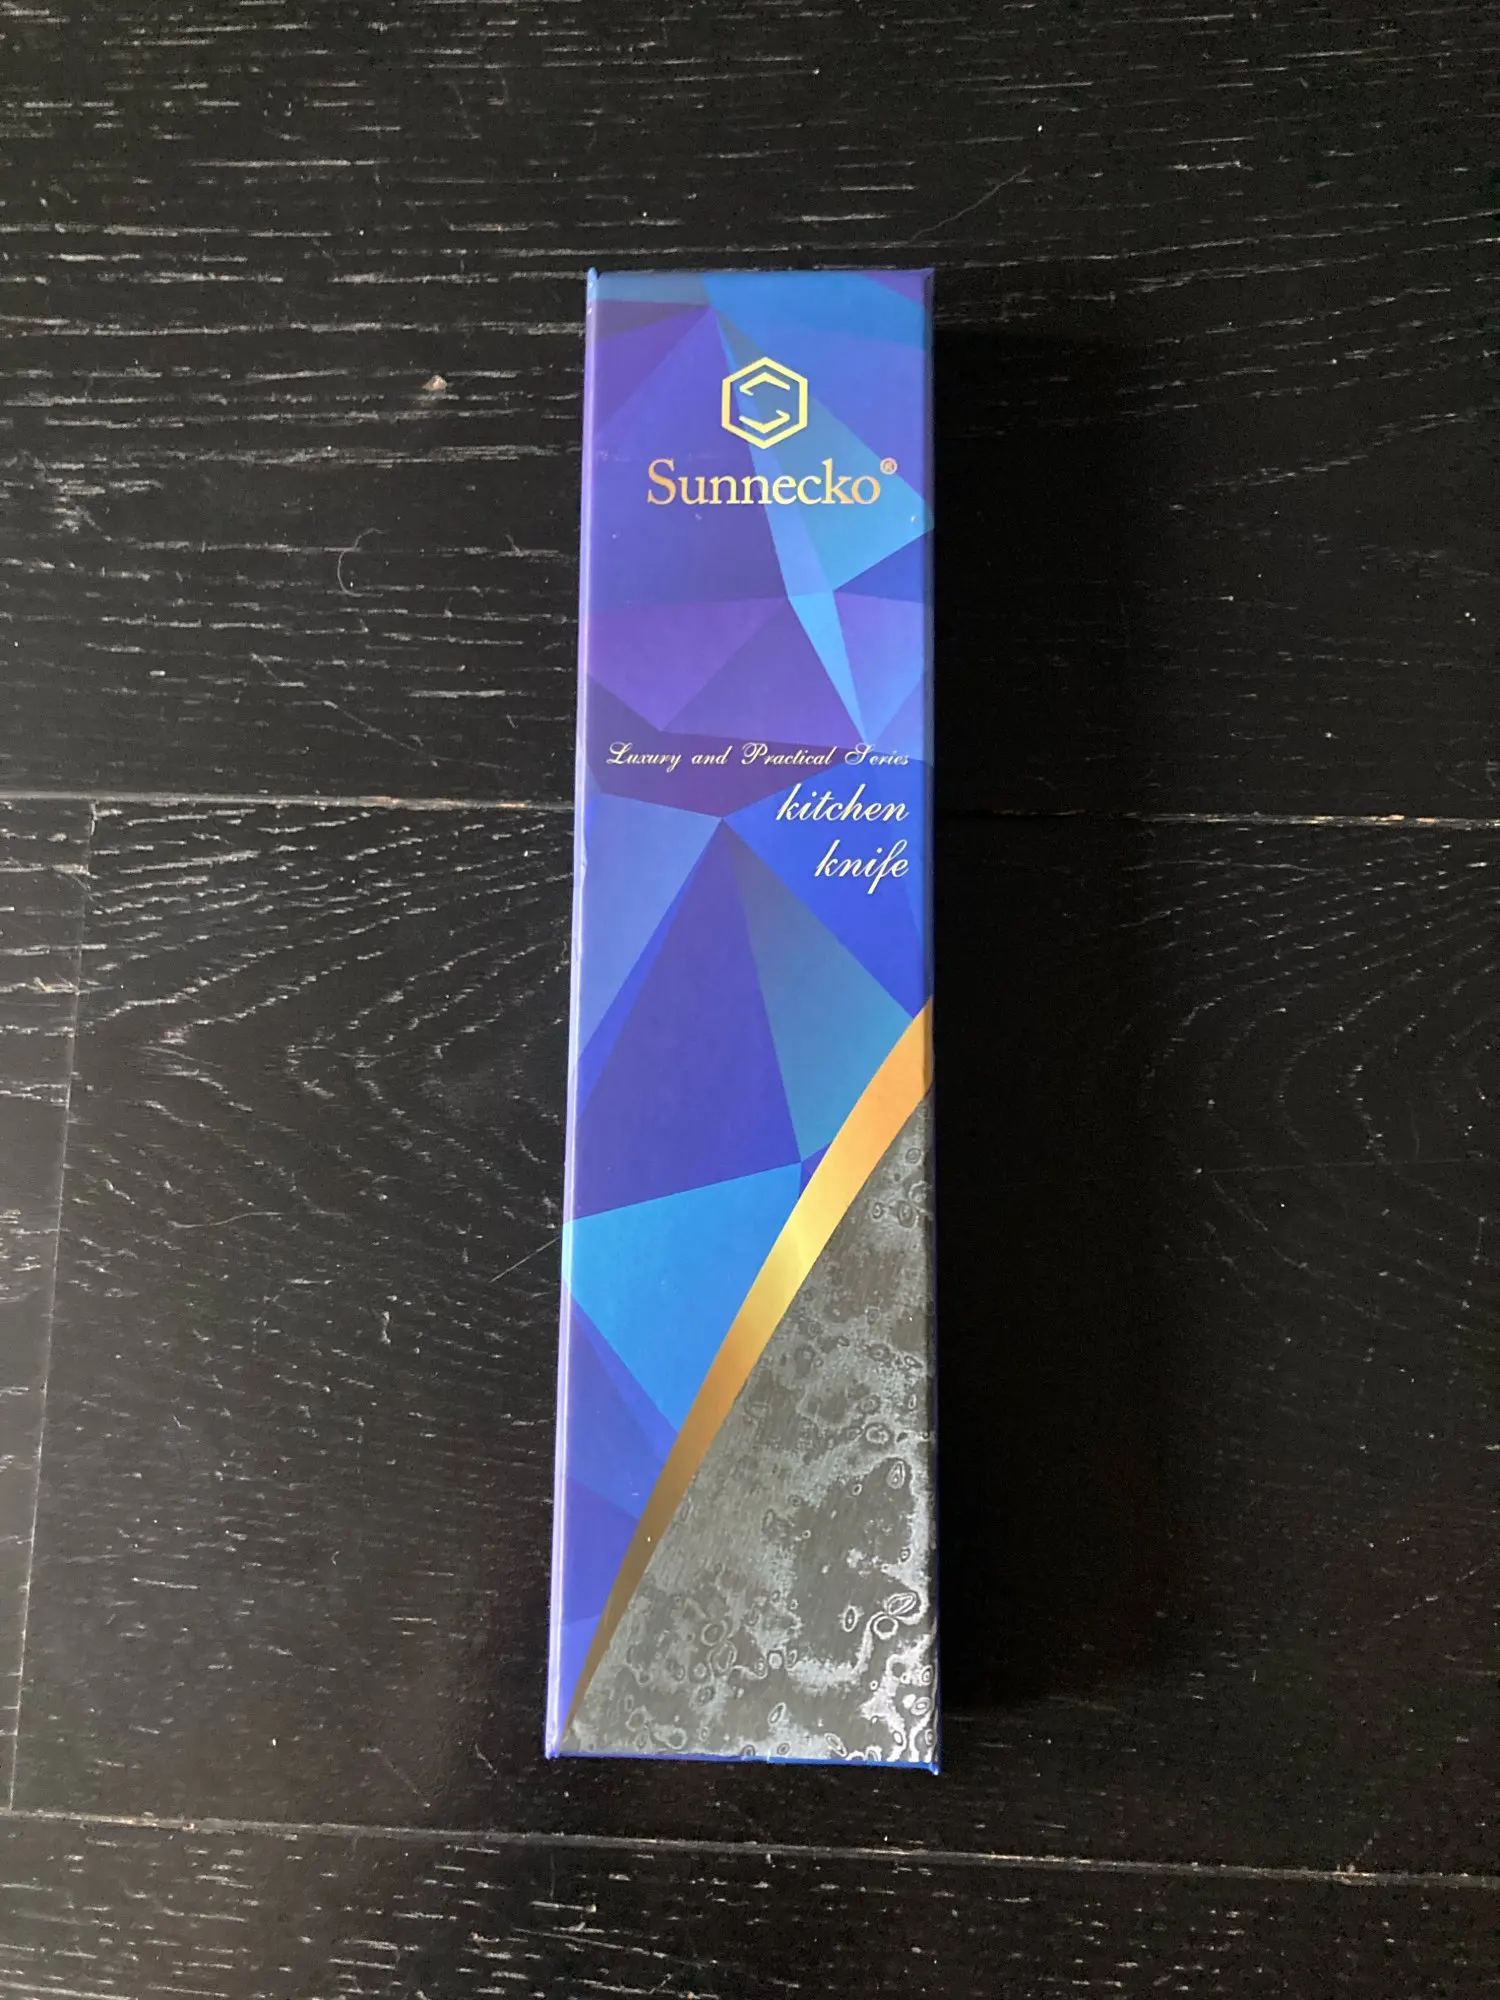 Sunnecko®
Luxury and Practical Series
kitchen
knife